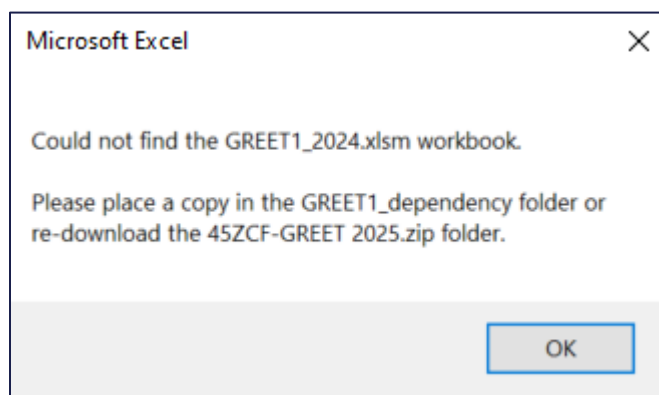 Microsoft Excel
Could not find the GREET1_2024.xlsm workbook.
Please place a copy in the GREET1_dependency folder or
re-download the 45ZCF-GREET 2025.zip folder.
OK